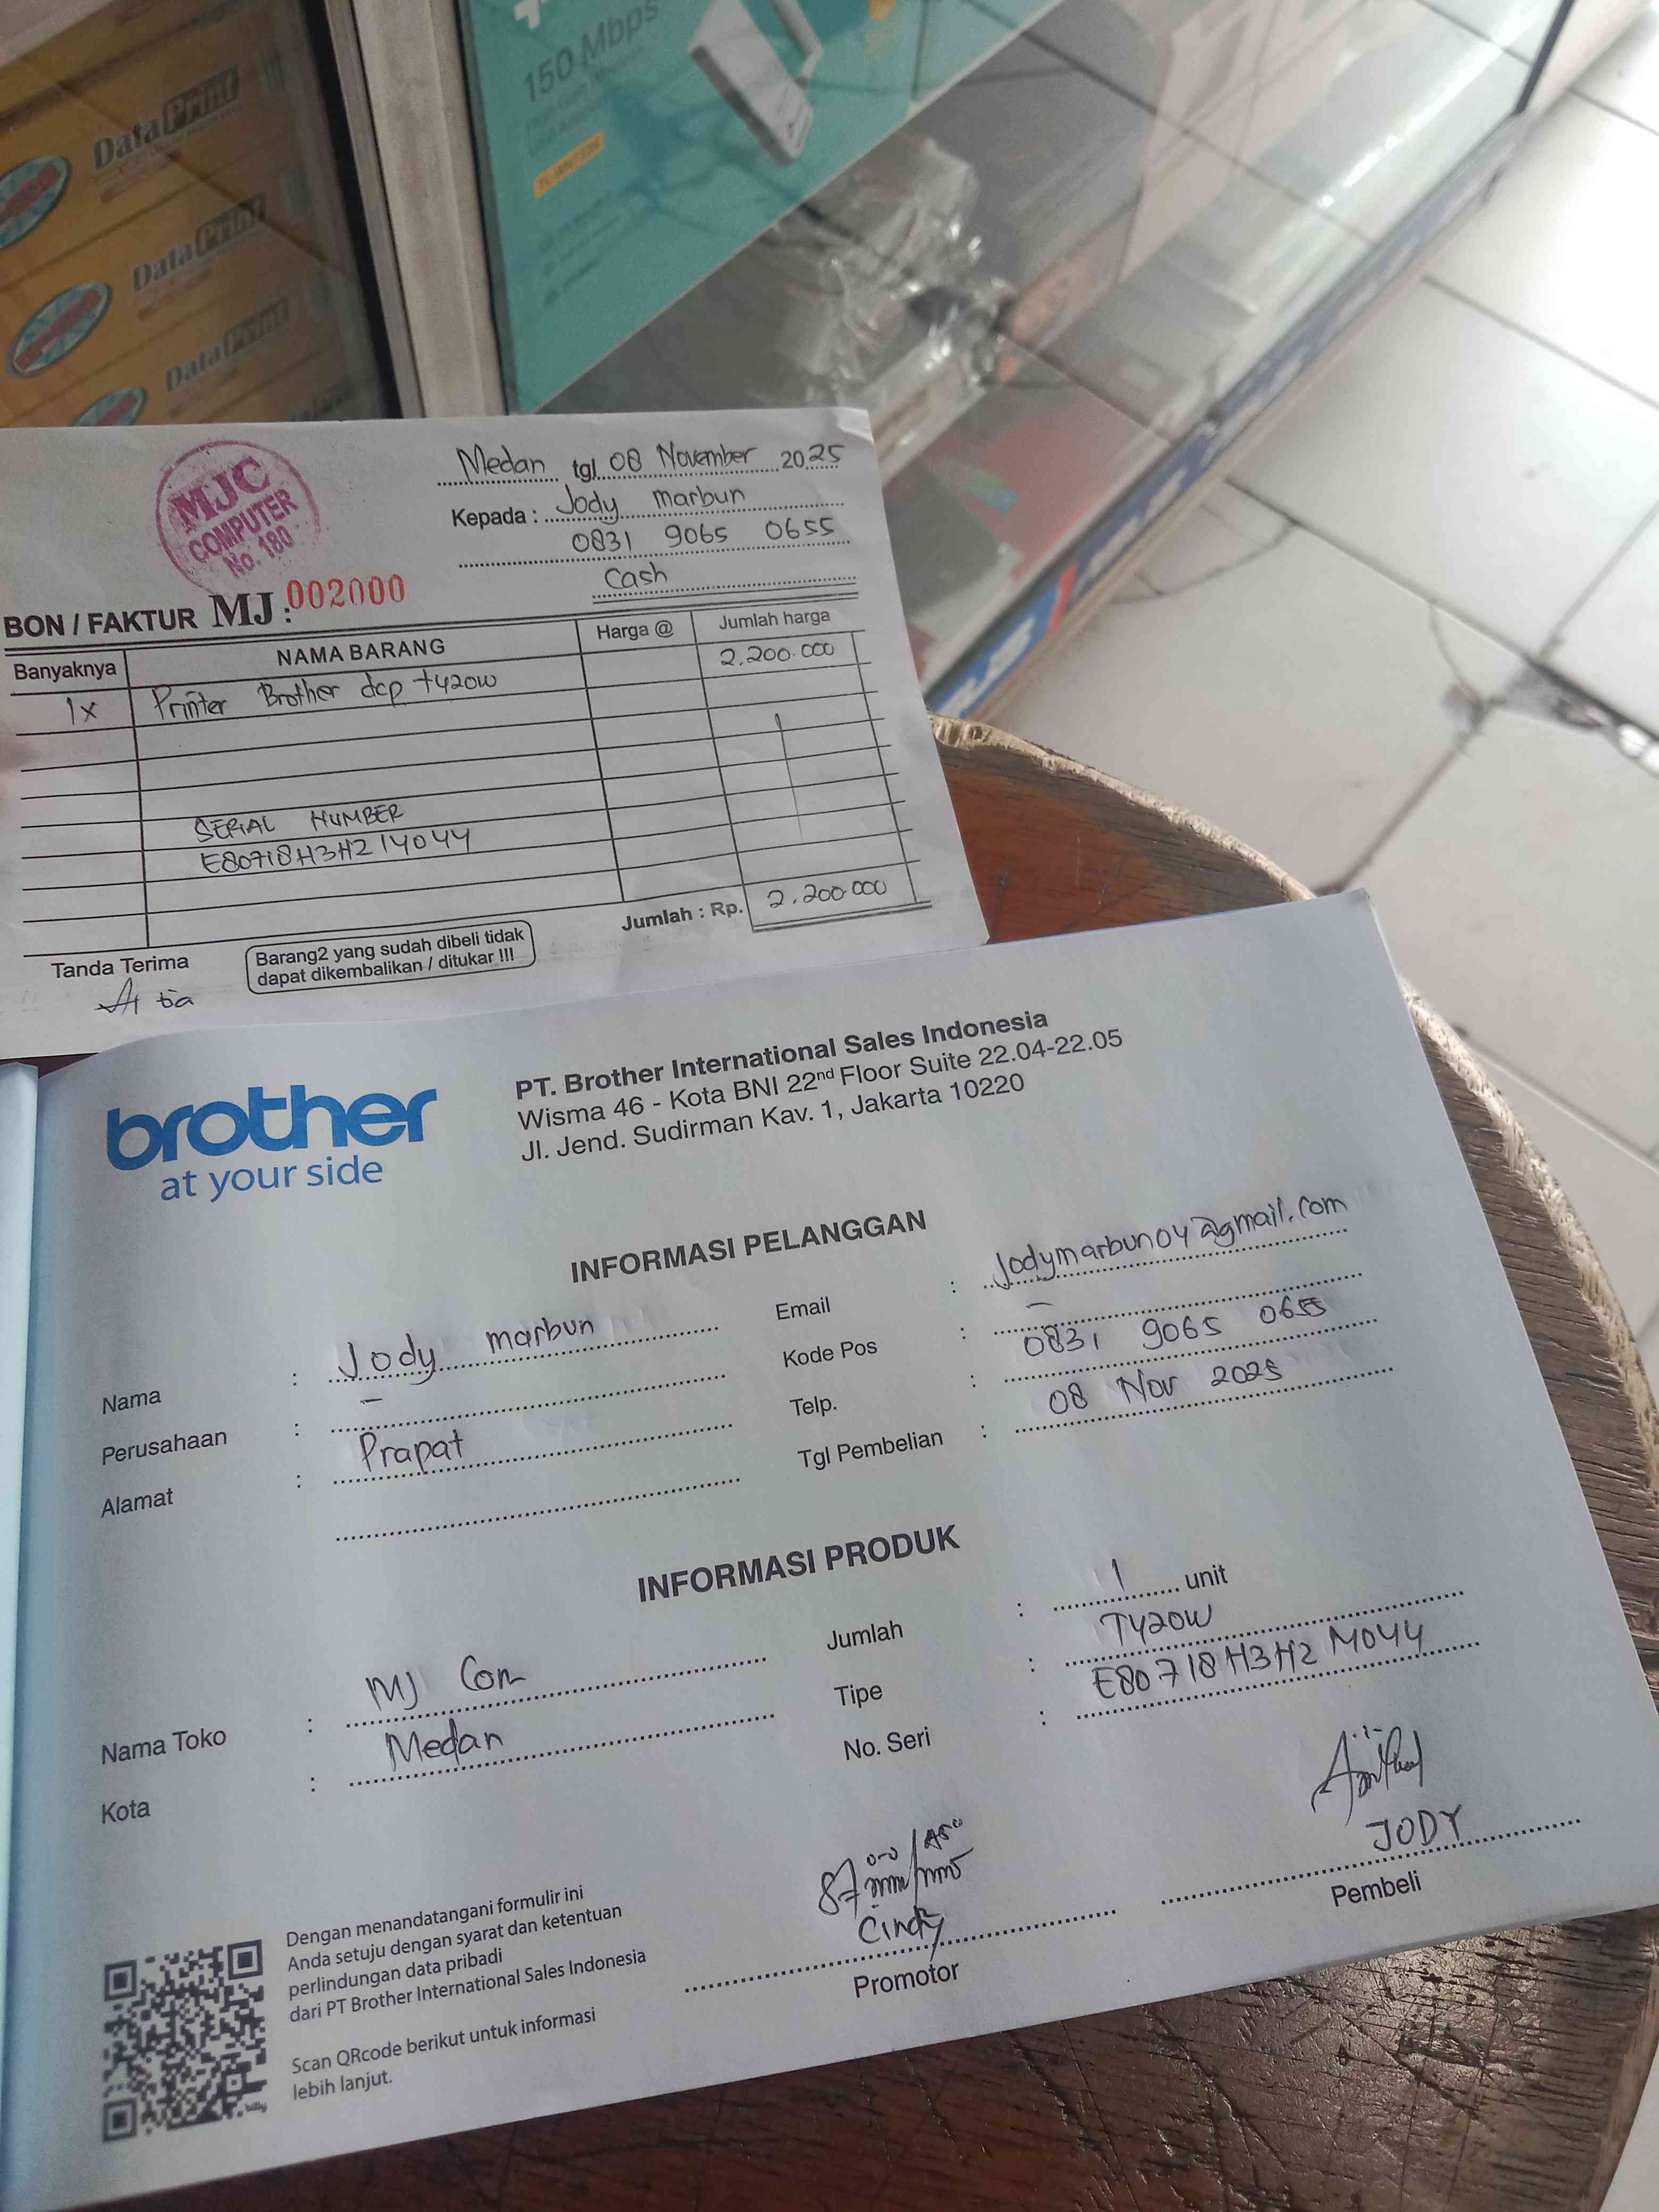 DataPrint
DataPrint
DataPrint
150 Mbps
MJC
COMPUTER
No. 180
Medan tgl. 08 November 2025
Kepada : Jody marbun
0831 9065 0655
Cash
BON / FAKTUR MJ : 002000
Banyaknya NAMA BARANG Harga @ Jumlah harga
1x Printer Brother dcp t420w 2.200.000
SERIAL NUMBER
E80718H3H214044
Jumlah : Rp. 2.200.000
Tanda Terima
Barang2 yang sudah dibeli tidak
dapat dikembalikan / ditukar !!!
brother
at your side
PT. Brother International Sales Indonesia
Wisma 46 - Kota BNI 22nd Floor Suite 22.04-22.05
Jl. Jend. Sudirman Kav. 1, Jakarta 10220
INFORMASI PELANGGAN
Nama : Jody marbun
Perusahaan : -
Alamat : Prapat
Email : jodymarbun04@gmail.com
Kode Pos : -
Telp. : 0831 9065 0655
Tgl Pembelian : 08 Nov 2025
INFORMASI PRODUK
Nama Toko : MJ Com
Kota : Medan
Jumlah : 1 unit
Tipe : T420W
No. Seri : E80718H3H2M044
Cindy
Promotor
JODY
Pembeli
Dengan menandatangani formulir ini
Anda setuju dengan syarat dan ketentuan
perlindungan data pribadi
dari PT Brother International Sales Indonesia
Scan QRcode berikut untuk informasi
lebih lanjut.